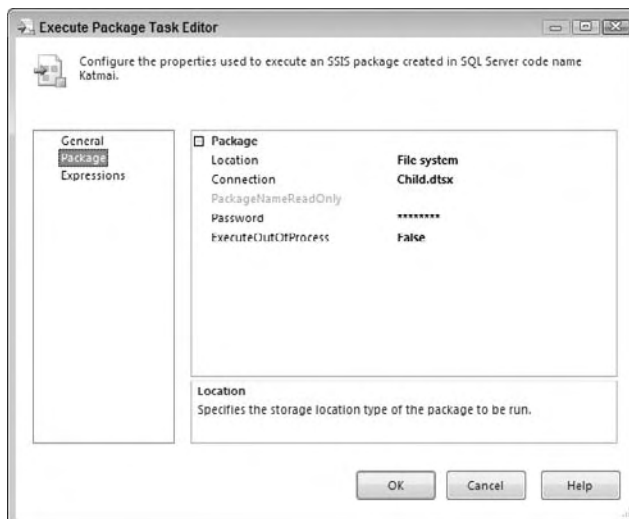 Execute Package Task Editor
Configure the properties used to execute an SSIS package created in SQL Server code name
Katmai.
General
Package
Expressions
Package
Location File system
Connection Child.dtsx
PackageNameReadOnly
Password ********
ExecuteOutOfProcess False
Location
Specifies the storage location type of the package to be run.
OK Cancel Help